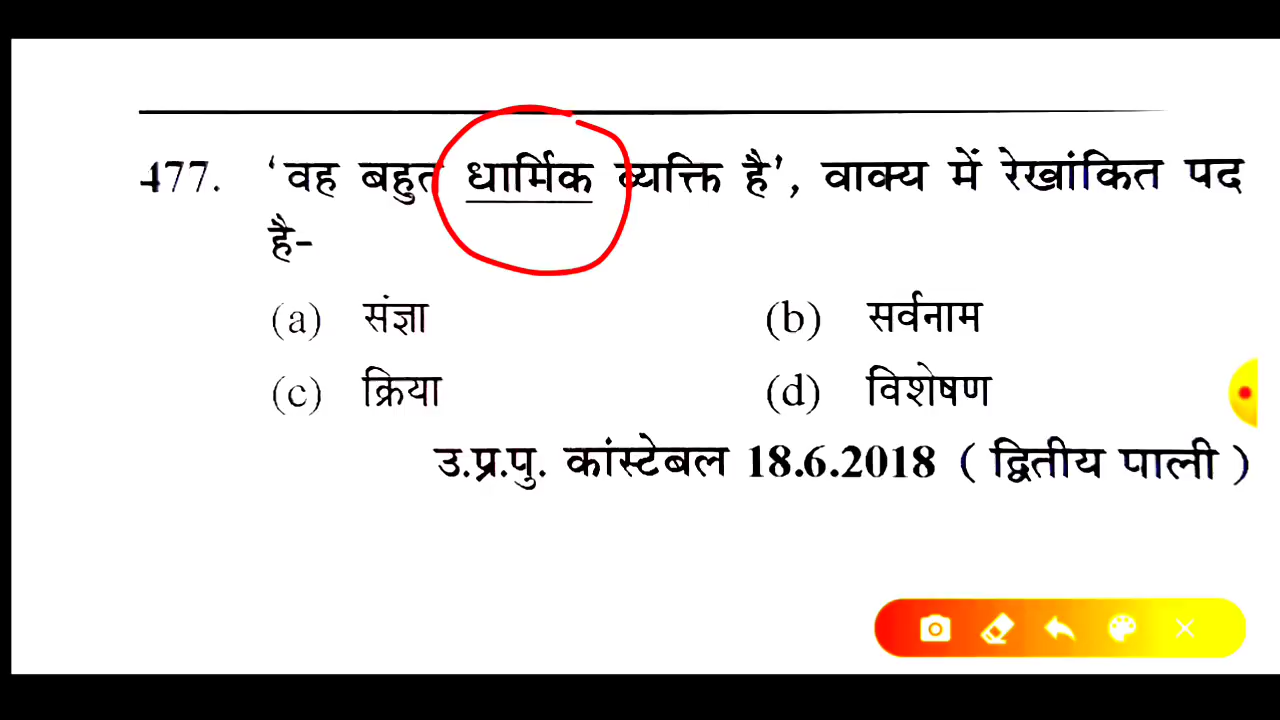 477. ‘वह बहुत धार्मिक व्यक्ति है’, वाक्य में रेखांकित पद
है-
(a) संज्ञा (b) सर्वनाम
(c) क्रिया (d) विशेषण
उ.प्र.पु. कांस्टेबल 18.6.2018 ( द्वितीय पाली )